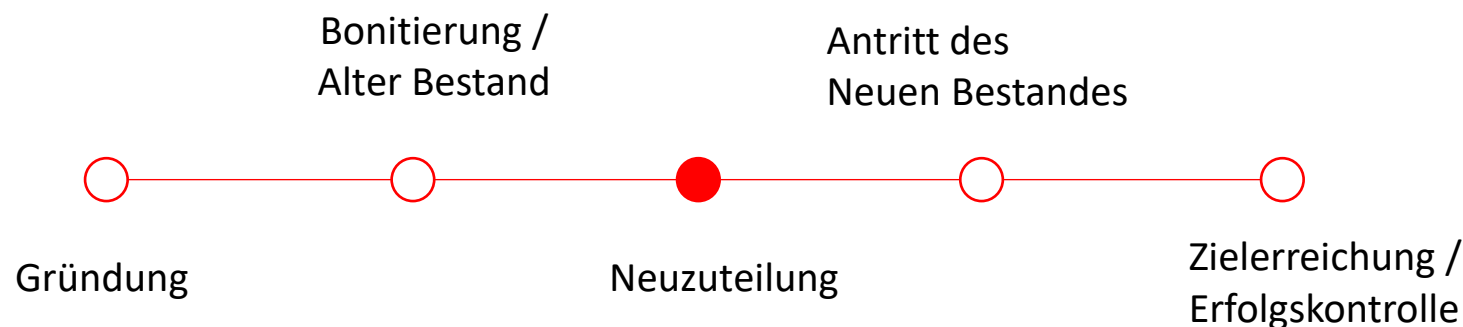 Bonitierung /
Alter Bestand
Antritt des
Neuen Bestandes
Gründung
Neuzuteilung
Zielerreichung /
Erfolgskontrolle